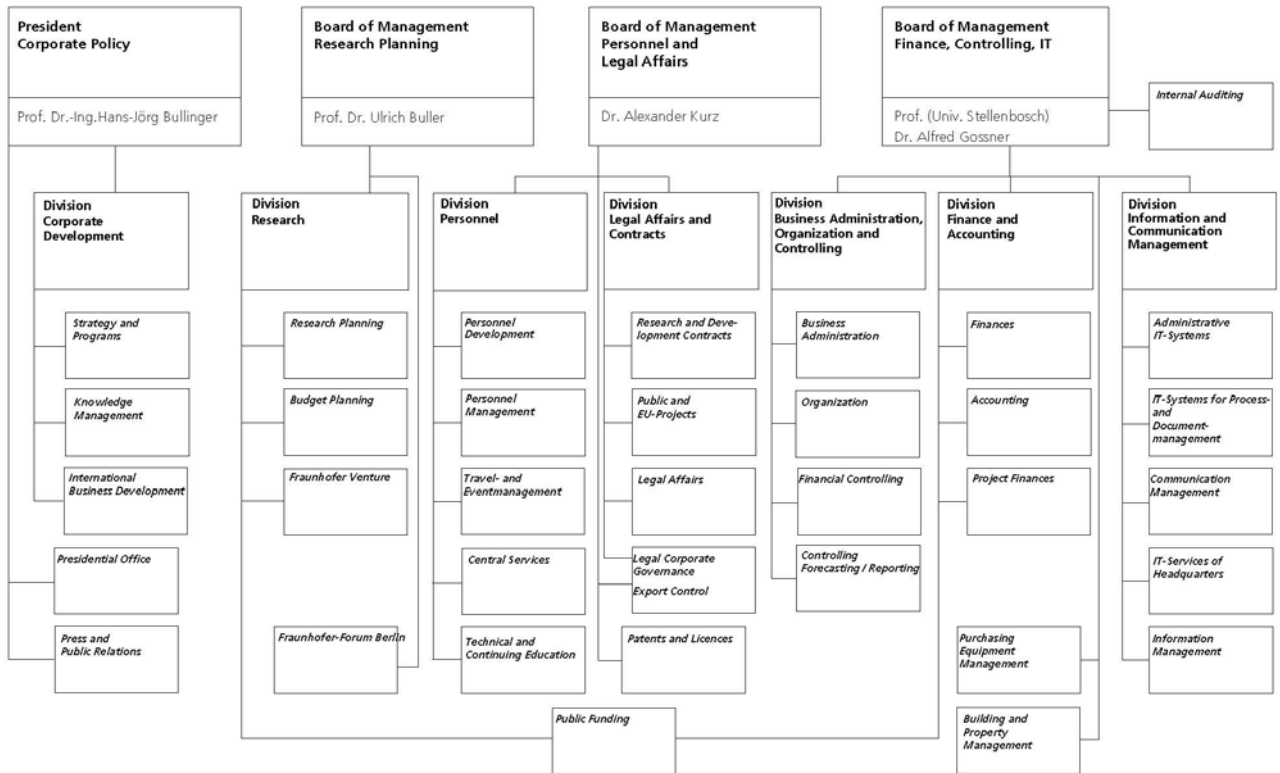 President
Corporate Policy
Prof. Dr.-Ing.Hans-Jörg Bullinger
Board of Management
Research Planning
Prof. Dr. Ulrich Buller
Board of Management
Personnel and
Legal Affairs
Dr. Alexander Kurz
Board of Management
Finance, Controlling, IT
Prof. (Univ. Stellenbosch)
Dr. Alfred Gossner
Internal Auditing
Division
Corporate
Development
Division
Research
Division
Personnel
Division
Legal Affairs and
Contracts
Division
Business Administration,
Organization and
Controlling
Division
Finance and
Accounting
Division
Information and
Communication
Management
Strategy and
Programs
Research Planning
Personnel
Development
Research and Deve-
lopment Contracts
Business
Administration
Finances
Administrative
IT-Systems
Knowledge
Management
Budget Planning
Personnel
Management
Public and
EU-Projects
Organization
Accounting
IT-Systems for Process-
and
Document-
management
International
Business Development
Fraunhofer Venture
Travel- and
Eventmanagement
Legal Affairs
Financial Controlling
Project Finances
Communication
Management
Presidential Office
Central Services
Legal Corporate
Governance
Export Control
Controlling
Forecasting / Reporting
IT-Services of
Headquarters
Press and
Public Relations
Fraunhofer-Forum Berlin
Technical and
Continuing Education
Patents and Licences
Purchasing
Equipment
Management
Information
Management
Public Funding
Building and
Property
Management